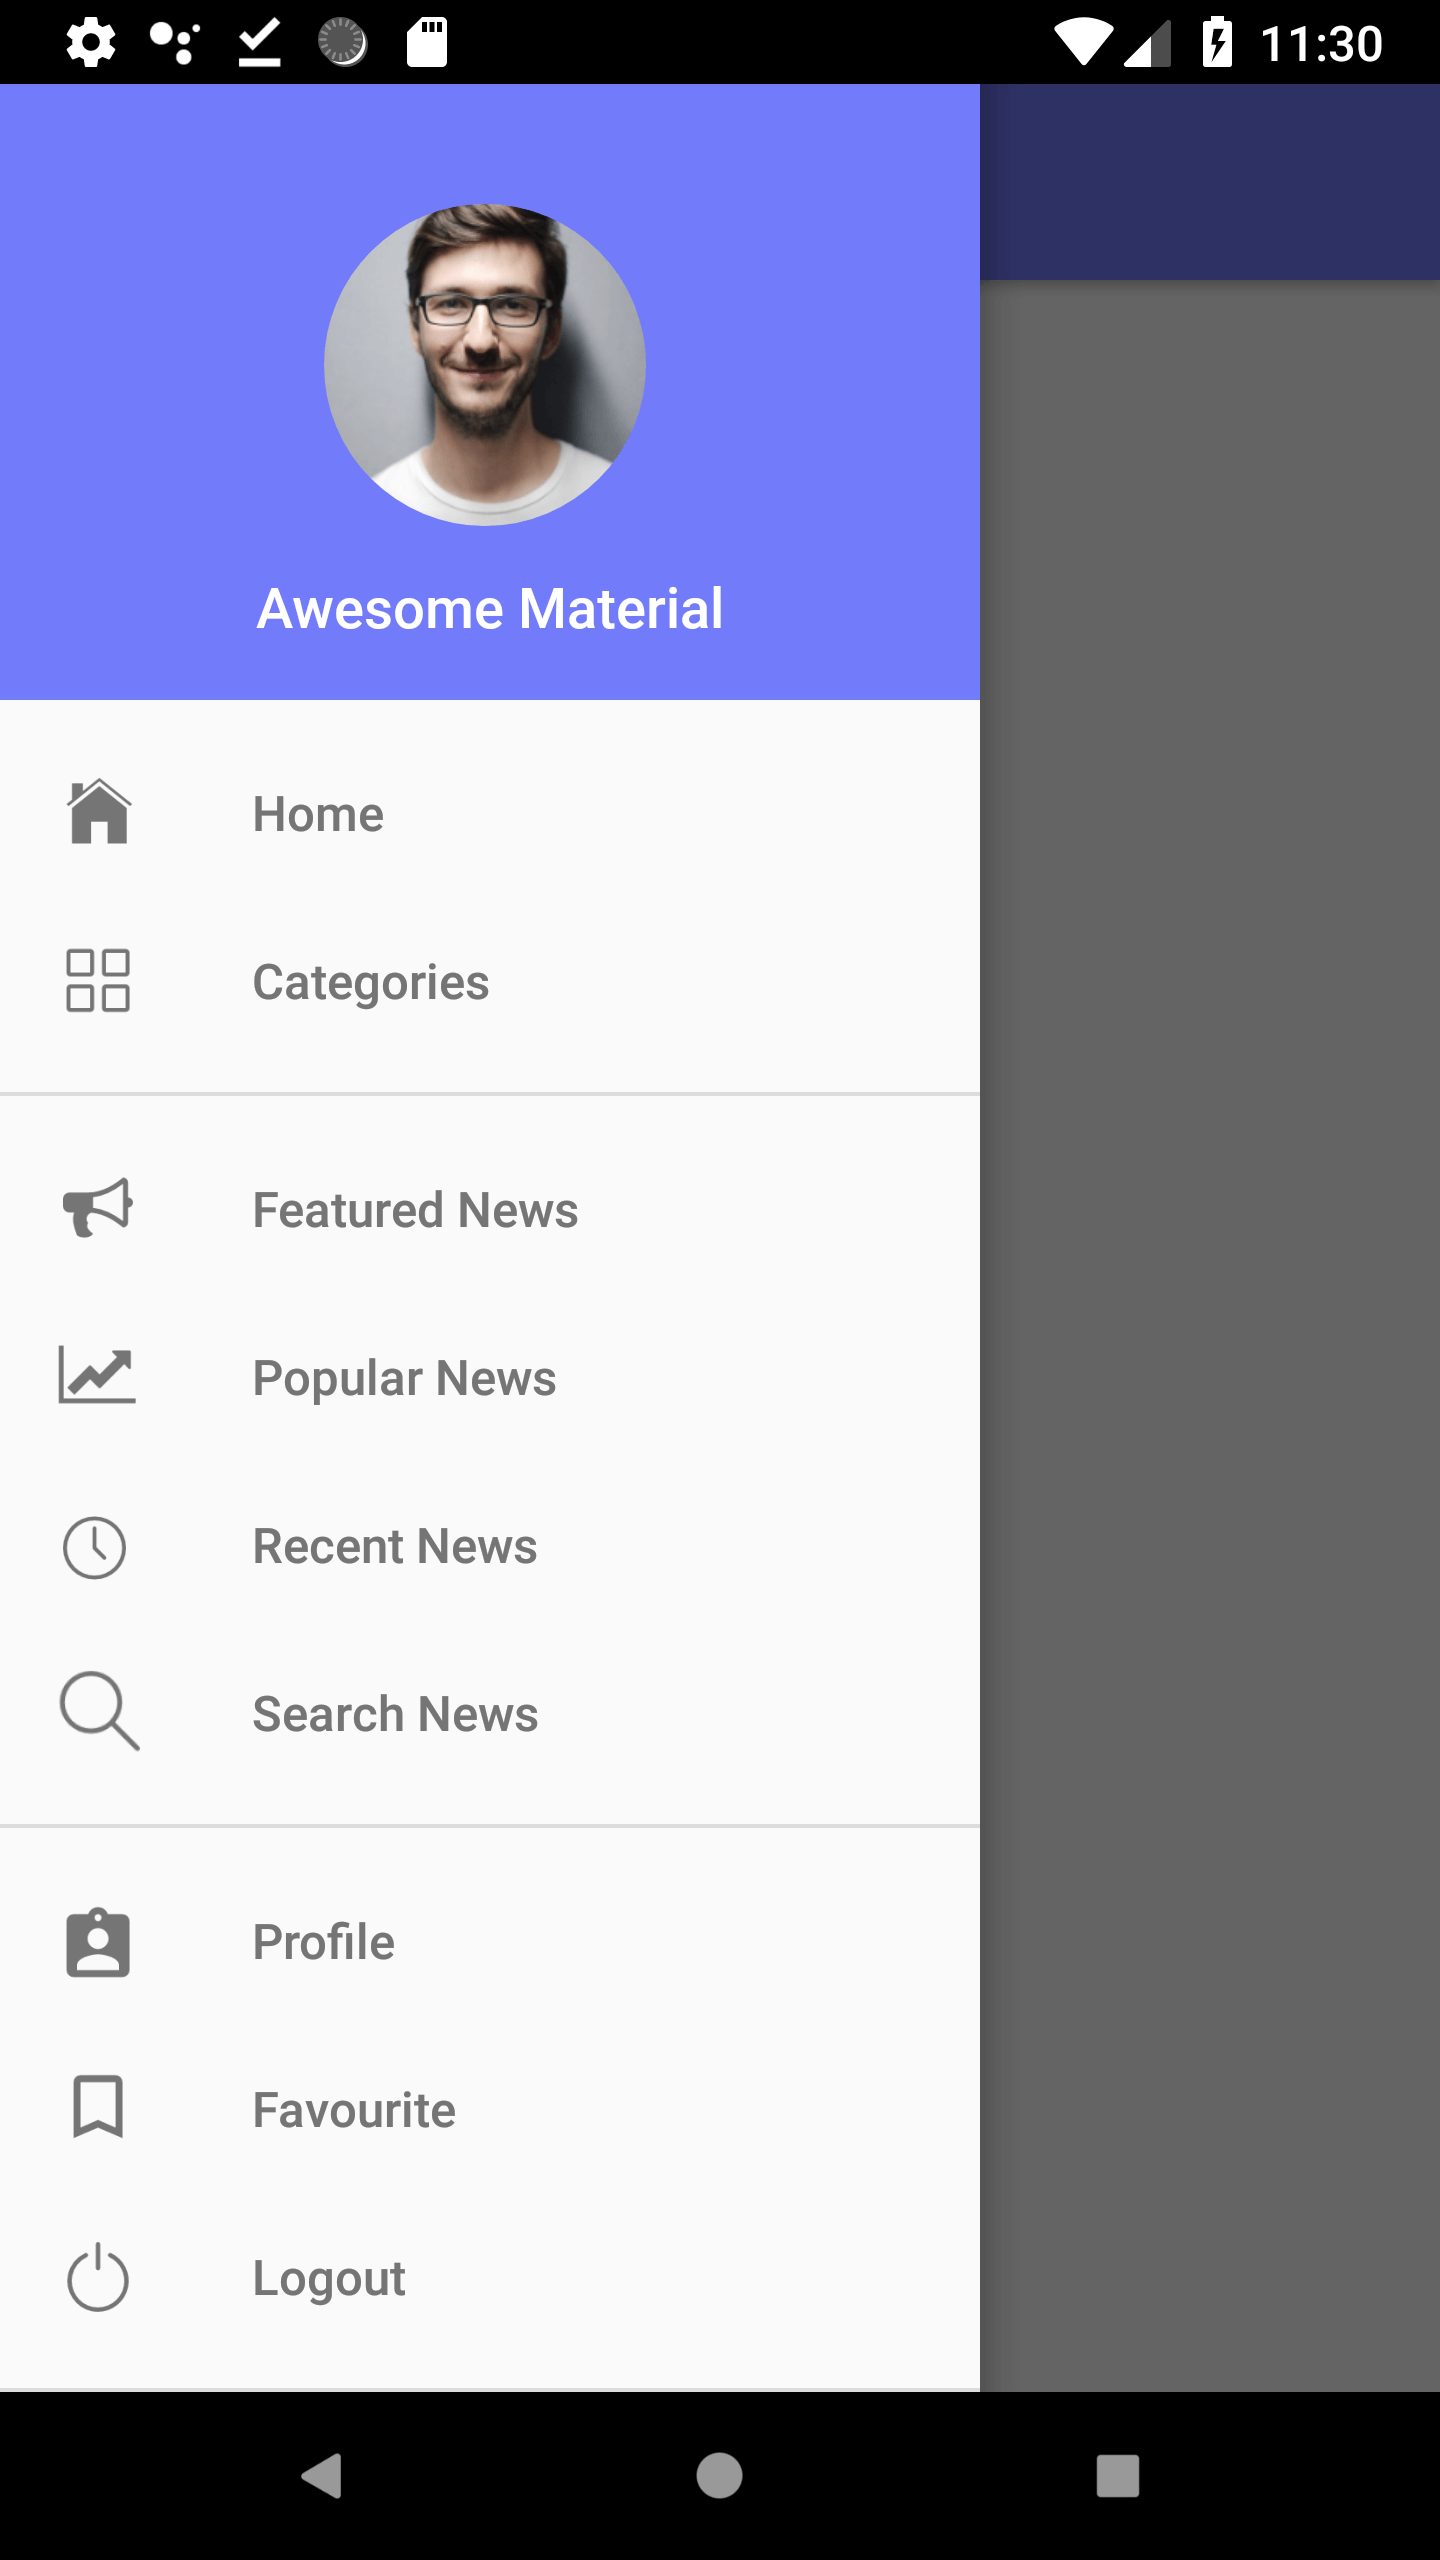 11:30
Awesome Material
Home
Categories
Featured News
Popular News
Recent News
Search News
Profile
Favourite
Logout